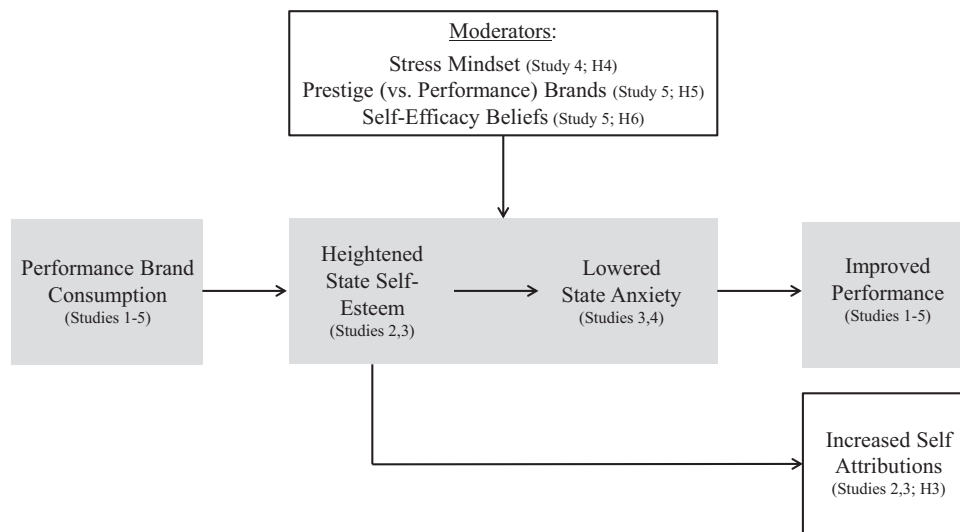 Moderators:
Stress Mindset (Study 4; H4)
Prestige (vs. Performance) Brands (Study 5; H5)
Self-Efficacy Beliefs (Study 5; H6)
Performance Brand
Consumption
(Studies 1-5)
Heightened
State Self-
Esteem
(Studies 2,3)
Lowered
State Anxiety
(Studies 3,4)
Improved
Performance
(Studies 1-5)
Increased Self
Attributions
(Studies 2,3; H3)